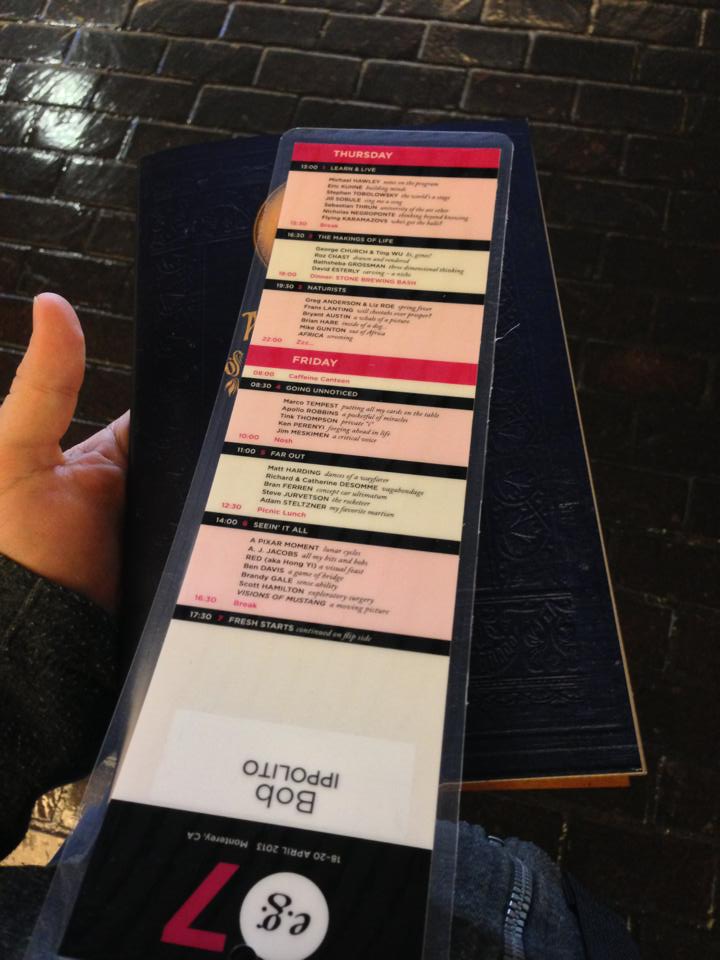 THURSDAY
15:00 1 LEARN & LIVE
Michael HAWLEY notes on the program
Eric KUHNE building minds
Stephen TOBOLOWSKY the world's a stage
Jill SOBULE sing me a song
Sebastian THRUN university of the art other
Nicholas NEGROPONTE thinking beyond knowing
Flying KARAMAZOVS who's got the balls?
Break
16:30 2 THE MAKINGS OF LIFE
George CHURCH & Ting WU hi, genes!
Roz CHAST drawn and rendered
Bathsheba GROSSMAN three dimensional thinking
David ESTERLY carving – a niche
18:00 Dinner: STONE BREWING BASH
19:30 3 NATURISTS
Greg ANDERSON & Liz ROE spring fever
Frans LANTING will cheetahs ever prosper?
Bryant AUSTIN a whale of a picture
Brian HARE inside of a dog...
Mike GUNTON out of Africa
AFRICA screening
22:00 Zzz...
FRIDAY
08:00 Caffeine Canteen
08:30 4 GOING UNNOTICED
Marco TEMPEST putting all my cards on the table
Apollo ROBBINS a pocketful of miracles
Tink THOMPSON private "i"
Ken PERENYI forging ahead in life
Jim MESKIMEN a critical voice
10:00 Nosh
11:00 5 FAR OUT
Matt HARDING dances of a wayfarer
Richard & Catherine DESOMME vagabondage
Bran FERREN concept car ultimatum
Steve JURVETSON the rocketeer
Adam STELTZNER my favorite martian
12:30 Picnic Lunch
14:00 6 SEEIN' IT ALL
A PIXAR MOMENT lunar cycles
A. J. JACOBS all my bits and bobs
RED (aka Hong Yi) a visual feast
Ben DAVIS a game of bridge
Brandy GALE sense ability
Scott HAMILTON exploratory surgery
VISIONS OF MUSTANG a moving picture
16:30 Break
17:30 7 FRESH STARTS continued on flip side
Bob
IPPOLITO
18-20 APRIL 2013 Monterey, CA
e.g.
7